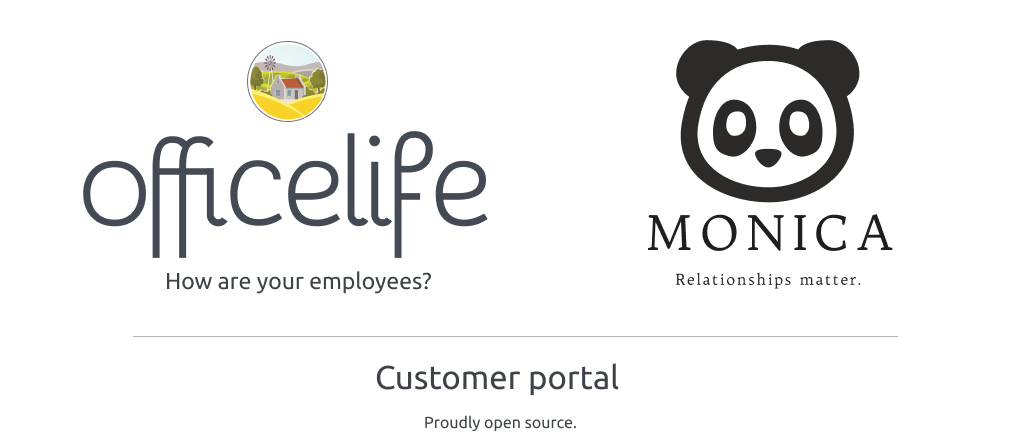 officelife
How are your employees?
MONICA
Relationships matter.
Customer portal
Proudly open source.